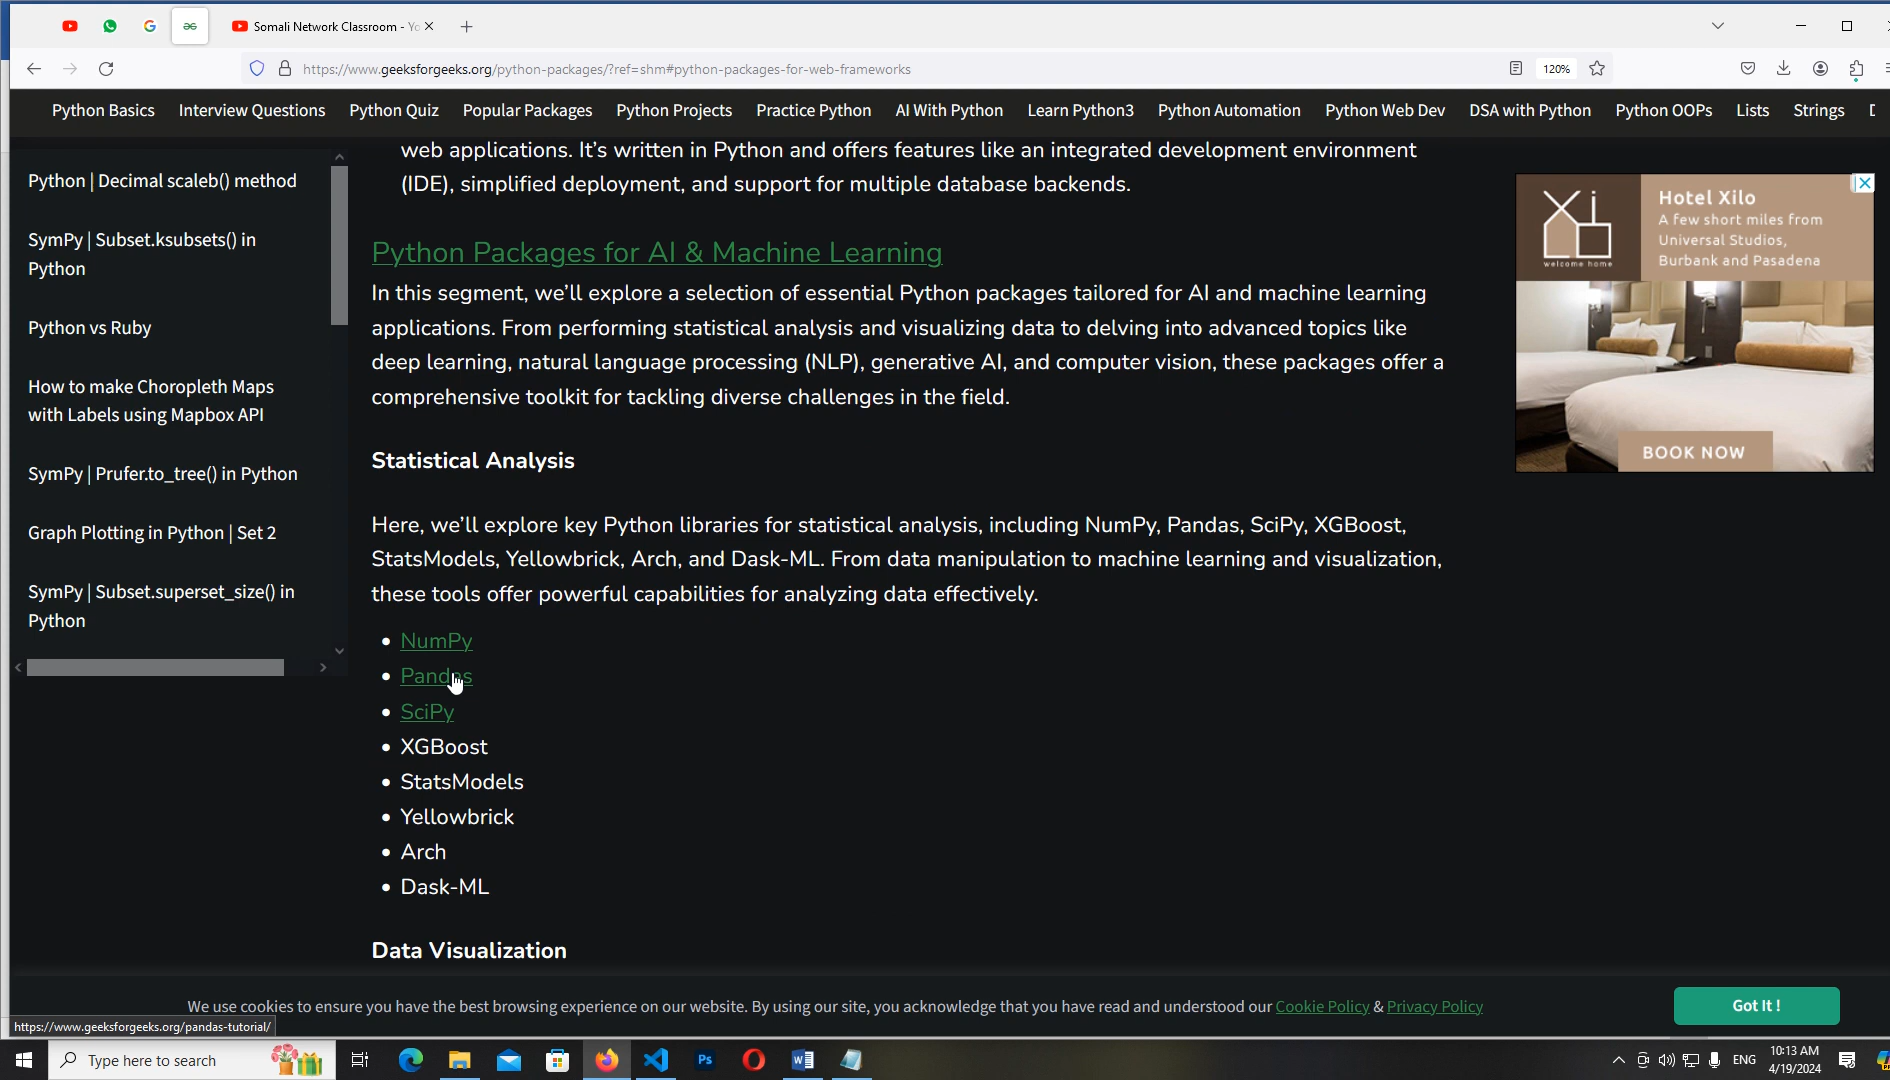 Somali Network Classroom - Yo
https://www.geeksforgeeks.org/python-packages/?ref=shm#python-packages-for-web-frameworks
120%
Python Basics Interview Questions Python Quiz Popular Packages Python Projects Practice Python AI With Python Learn Python3 Python Automation Python Web Dev DSA with Python Python OOPs Lists Strings
Python | Decimal scaleb() method
SymPy | Subset.ksubsets() in
Python
Python vs Ruby
How to make Choropleth Maps
with Labels using Mapbox API
SymPy | Prufer.to_tree() in Python
Graph Plotting in Python | Set 2
SymPy | Subset.superset_size() in
Python
web applications. It’s written in Python and offers features like an integrated development environment
(IDE), simplified deployment, and support for multiple database backends.
Python Packages for AI & Machine Learning
In this segment, we’ll explore a selection of essential Python packages tailored for AI and machine learning
applications. From performing statistical analysis and visualizing data to delving into advanced topics like
deep learning, natural language processing (NLP), generative AI, and computer vision, these packages offer a
comprehensive toolkit for tackling diverse challenges in the field.
Statistical Analysis
Here, we’ll explore key Python libraries for statistical analysis, including NumPy, Pandas, SciPy, XGBoost,
StatsModels, Yellowbrick, Arch, and Dask-ML. From data manipulation to machine learning and visualization,
these tools offer powerful capabilities for analyzing data effectively.
NumPy
Pandas
SciPy
XGBoost
StatsModels
Yellowbrick
Arch
Dask-ML
Data Visualization
Xi
welcome home
Hotel Xilo
A few short miles from
Universal Studios,
Burbank and Pasadena
BOOK NOW
We use cookies to ensure you have the best browsing experience on our website. By using our site, you acknowledge that you have read and understood our Cookie Policy & Privacy Policy
Got It !
https://www.geeksforgeeks.org/pandas-tutorial/
Type here to search
Ps
ENG
10:13 AM
4/19/2024